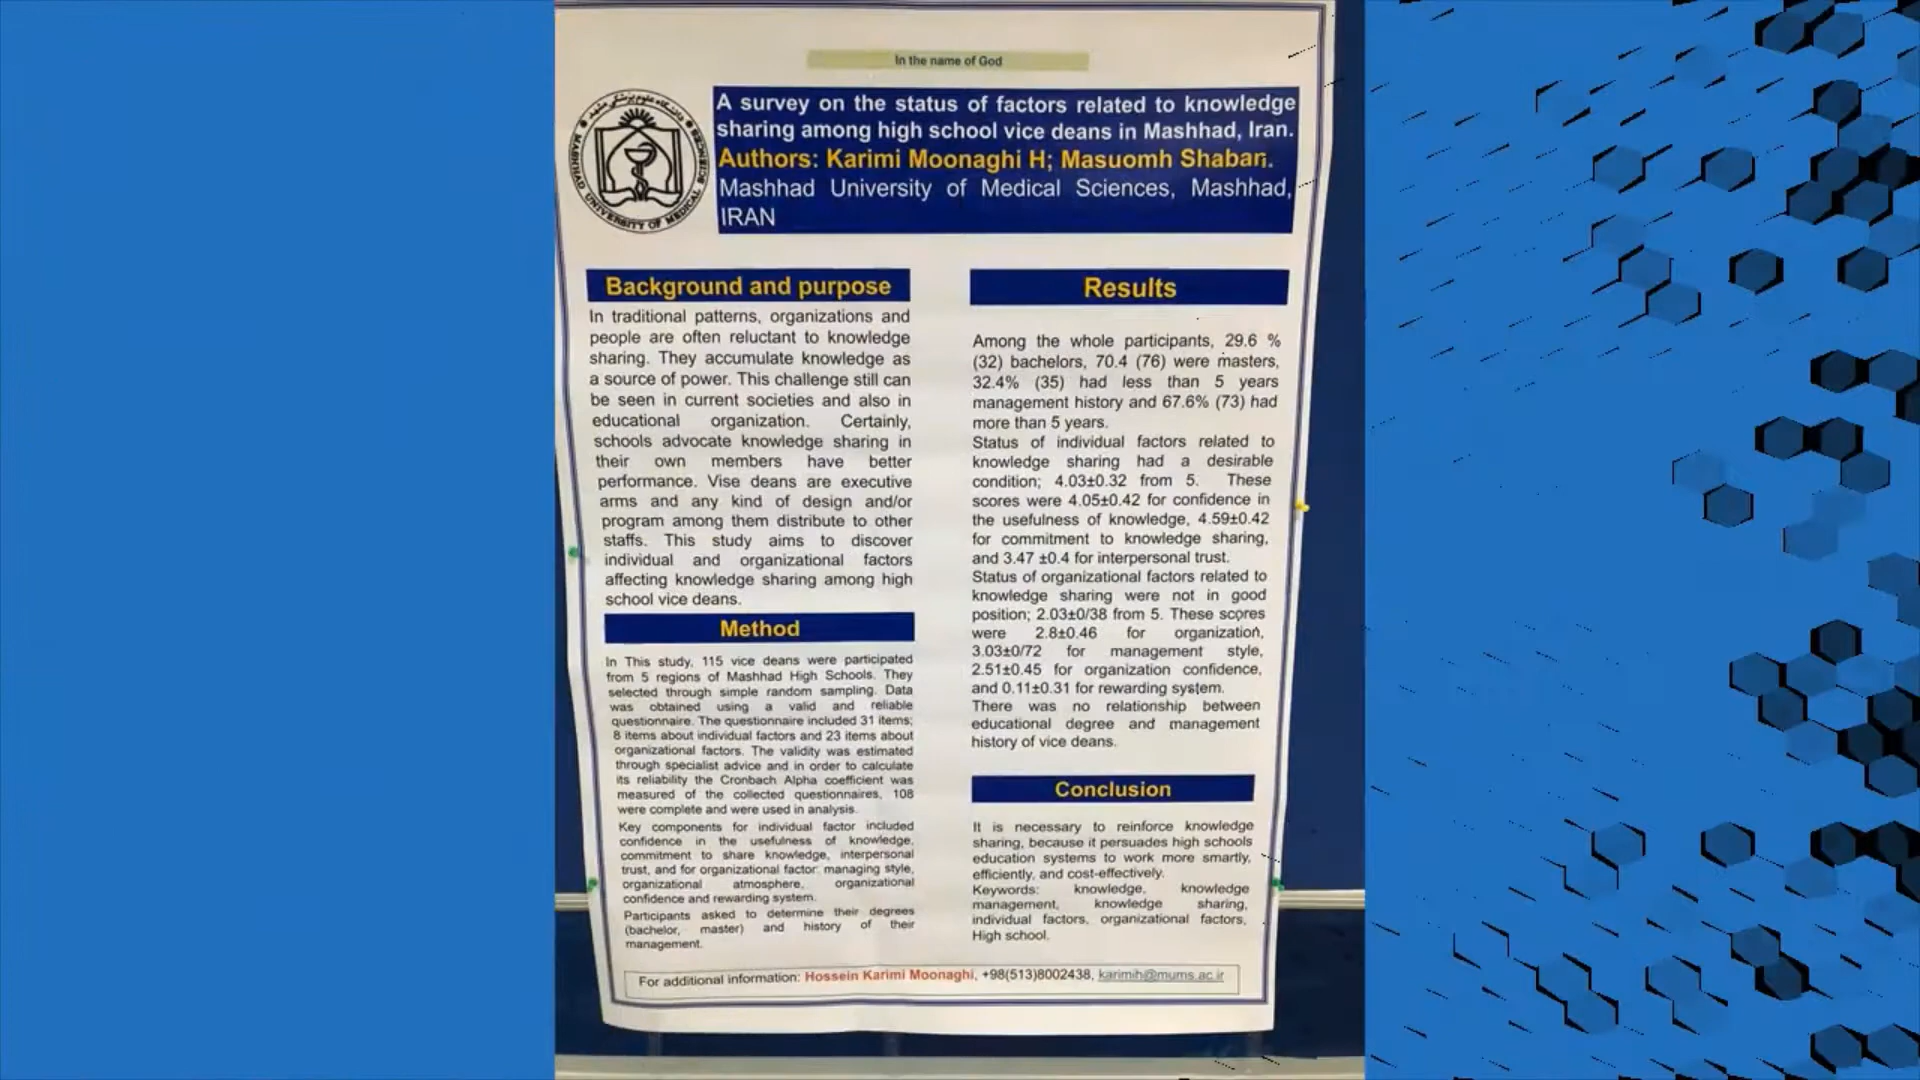 In the name of God
A survey on the status of factors related to knowledge
sharing among high school vice deans in Mashhad, Iran.
Authors: Karimi Moonaghi H; Masuomh Shaban.
Mashhad University of Medical Sciences, Mashhad,
IRAN
MASHHAD UNIVERSITY OF MEDICAL SCIENCES
Background and purpose
In traditional patterns, organizations and
people are often reluctant to knowledge
sharing. They accumulate knowledge as
a source of power. This challenge still can
be seen in current societies and also in
educational organization. Certainly,
schools advocate knowledge sharing in
their own members have better
performance. Vise deans are executive
arms and any kind of design and/or
program among them distribute to other
staffs. This study aims to discover
individual and organizational factors
affecting knowledge sharing among high
school vice deans.
Method
In This study, 115 vice deans were participated
from 5 regions of Mashhad High Schools. They
selected through simple random sampling. Data
was obtained using a valid and reliable
questionnaire. The questionnaire included 31 items;
8 items about individual factors and 23 items about
organizational factors. The validity was estimated
through specialist advice and in order to calculate
its reliability the Cronbach Alpha coefficient was
measured of the collected questionnaires, 108
were complete and were used in analysis.
Key components for individual factor included
confidence in the usefulness of knowledge,
commitment to share knowledge, interpersonal
trust, and for organizational factor: managing style,
organizational atmosphere, organizational
confidence and rewarding system.
Participants asked to determine their degrees
(bachelor, master) and history of their
management.
Results
Among the whole participants, 29.6 %
(32) bachelors, 70.4 (76) were masters,
32.4% (35) had less than 5 years
management history and 67.6% (73) had
more than 5 years.
Status of individual factors related to
knowledge sharing had a desirable
condition; 4.03±0.32 from 5. These
scores were 4.05±0.42 for confidence in
the usefulness of knowledge, 4.59±0.42
for commitment to knowledge sharing,
and 3.47 ±0.4 for interpersonal trust.
Status of organizational factors related to
knowledge sharing were not in good
position; 2.03±0/38 from 5. These scores
were 2.8±0.46 for organization,
3.03±0/72 for management style,
2.51±0.45 for organization confidence,
and 0.11±0.31 for rewarding system.
There was no relationship between
educational degree and management
history of vice deans.
Conclusion
It is necessary to reinforce knowledge
sharing, because it persuades high schools
education systems to work more smartly,
efficiently, and cost-effectively.
Keywords: knowledge, knowledge
management, knowledge sharing,
individual factors, organizational factors,
High school.
For additional information: Hossein Karimi Moonaghi, +98(513)8002438, karimih@mums.ac.ir